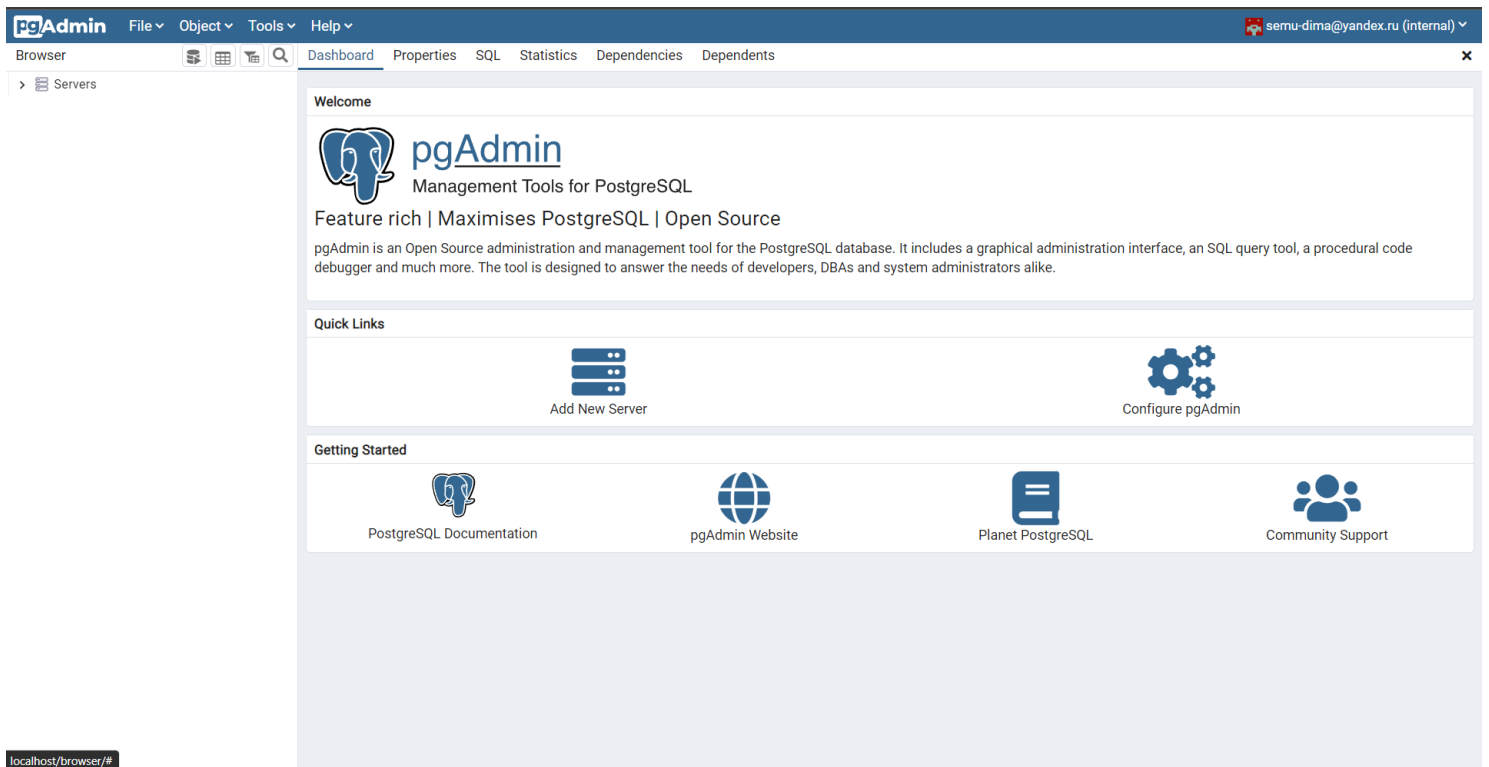 pgAdmin File Object Tools Help semu-dima@yandex.ru (internal)
Browser Dashboard Properties SQL Statistics Dependencies Dependents
Servers
Welcome
pgAdmin
Management Tools for PostgreSQL
Feature rich | Maximises PostgreSQL | Open Source
pgAdmin is an Open Source administration and management tool for the PostgreSQL database. It includes a graphical administration interface, an SQL query tool, a procedural code
debugger and much more. The tool is designed to answer the needs of developers, DBAs and system administrators alike.
Quick Links
Add New Server Configure pgAdmin
Getting Started
PostgreSQL Documentation pgAdmin Website Planet PostgreSQL Community Support
localhost/browser/#